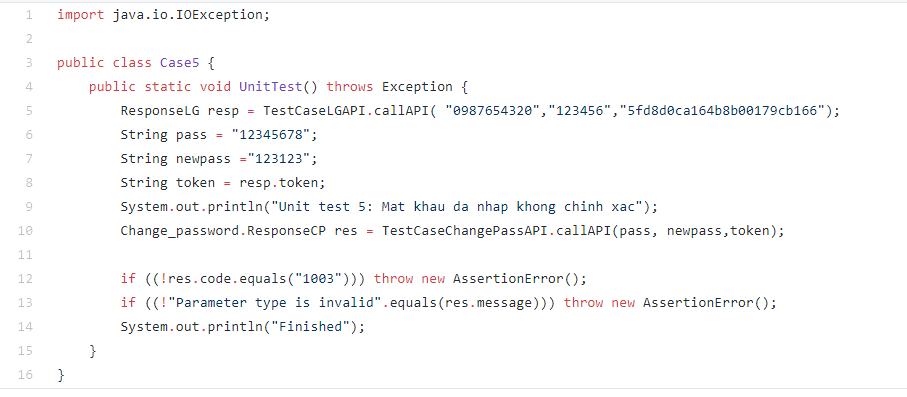 1 import java.io.IOException;
2
3 public class Case5 {
4 public static void UnitTest() throws Exception {
5 ResponseLG resp = TestCaseLGAPI.callAPI( "0987654320","123456","5fd8d0ca164b8b00179cb166");
6 String pass = "12345678";
7 String newpass ="123123";
8 String token = resp.token;
9 System.out.println("Unit test 5: Mat khau da nhap khong chinh xac");
10 Change_password.ResponseCP res = TestCaseChangePassAPI.callAPI(pass, newpass,token);
11
12 if ((!res.code.equals("1003"))) throw new AssertionError();
13 if ((!"Parameter type is invalid".equals(res.message))) throw new AssertionError();
14 System.out.println("Finished");
15 }
16 }